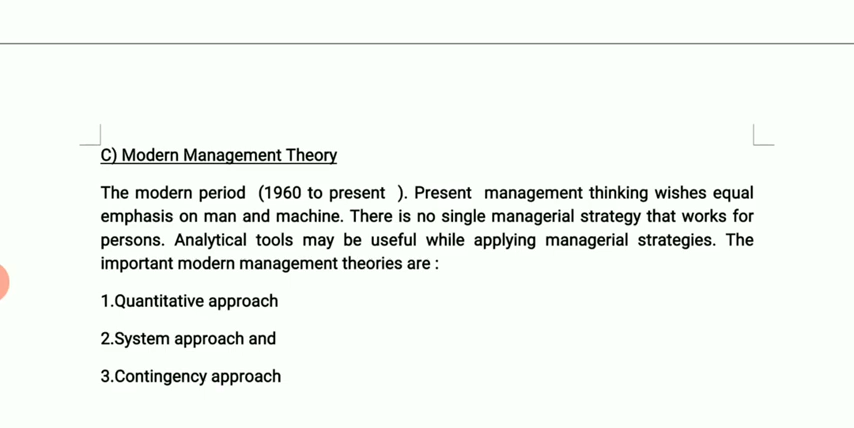 C) Modern Management Theory
The modern period (1960 to present ). Present management thinking wishes equal
emphasis on man and machine. There is no single managerial strategy that works for
persons. Analytical tools may be useful while applying managerial strategies. The
important modern management theories are :
1.Quantitative approach
2.System approach and
3.Contingency approach